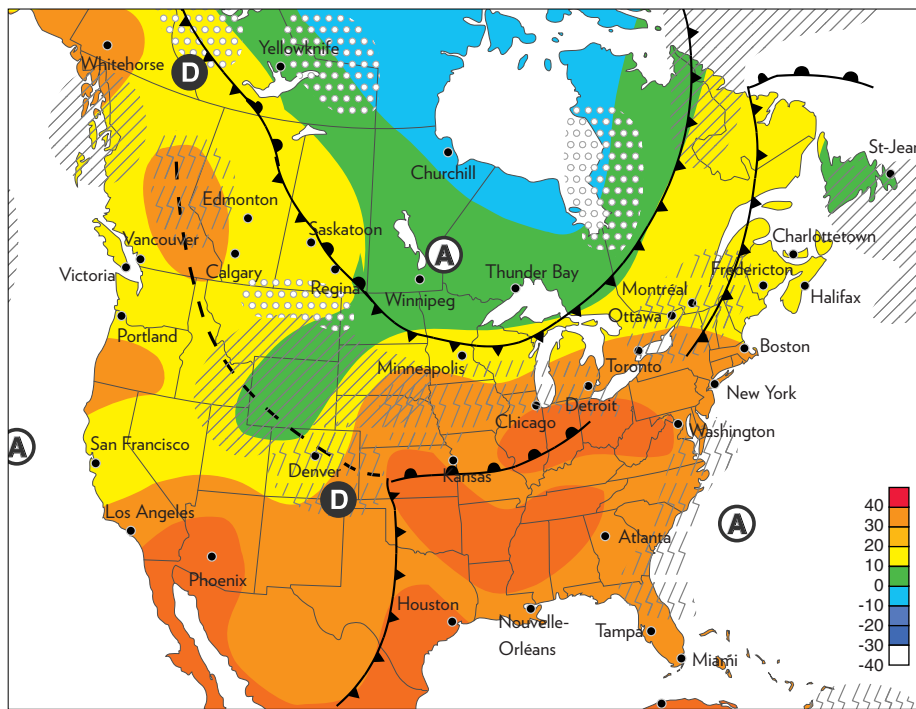 Whitehorse
Yellowknife
D
Churchill
St-Jean
Edmonton
Saskatoon
Vancouver
Calgary
Victoria
Regina
A
Winnipeg
Thunder Bay
Charlottetown
Fredericton
Halifax
Montréal
Ottawa
Portland
Minneapolis
Toronto
Boston
Chicago
Detroit
New York
San Francisco
A
Denver
Kansas
Washington
D
Los Angeles
A
Atlanta
Phoenix
Houston
Nouvelle-
Orléans
Tampa
Miami
40
30
20
10
0
-10
-20
-30
-40